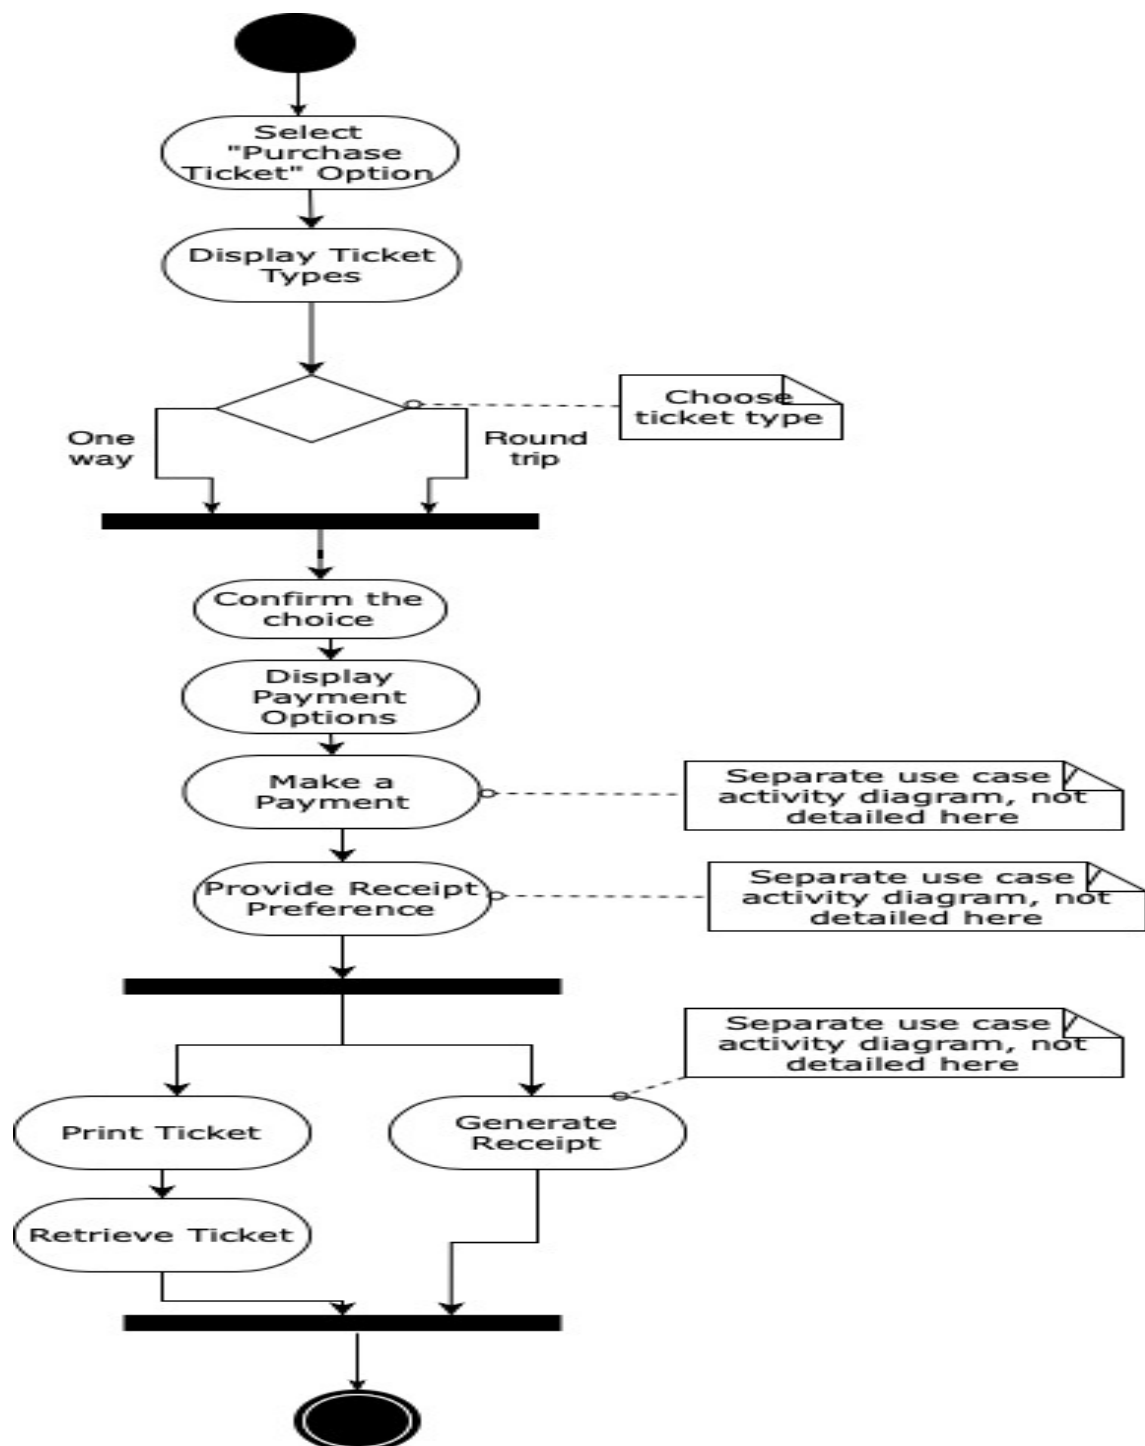 Select
"Purchase
Ticket" Option
Display Ticket
Types
Choose
ticket type
One
way
Round
trip
Confirm the
choice
Display
Payment
Options
Make a
Payment
Separate use case
activity diagram, not
detailed here
Provide Receipt
Preference
Separate use case
activity diagram, not
detailed here
Separate use case
activity diagram, not
detailed here
Print Ticket
Generate
Receipt
Retrieve Ticket